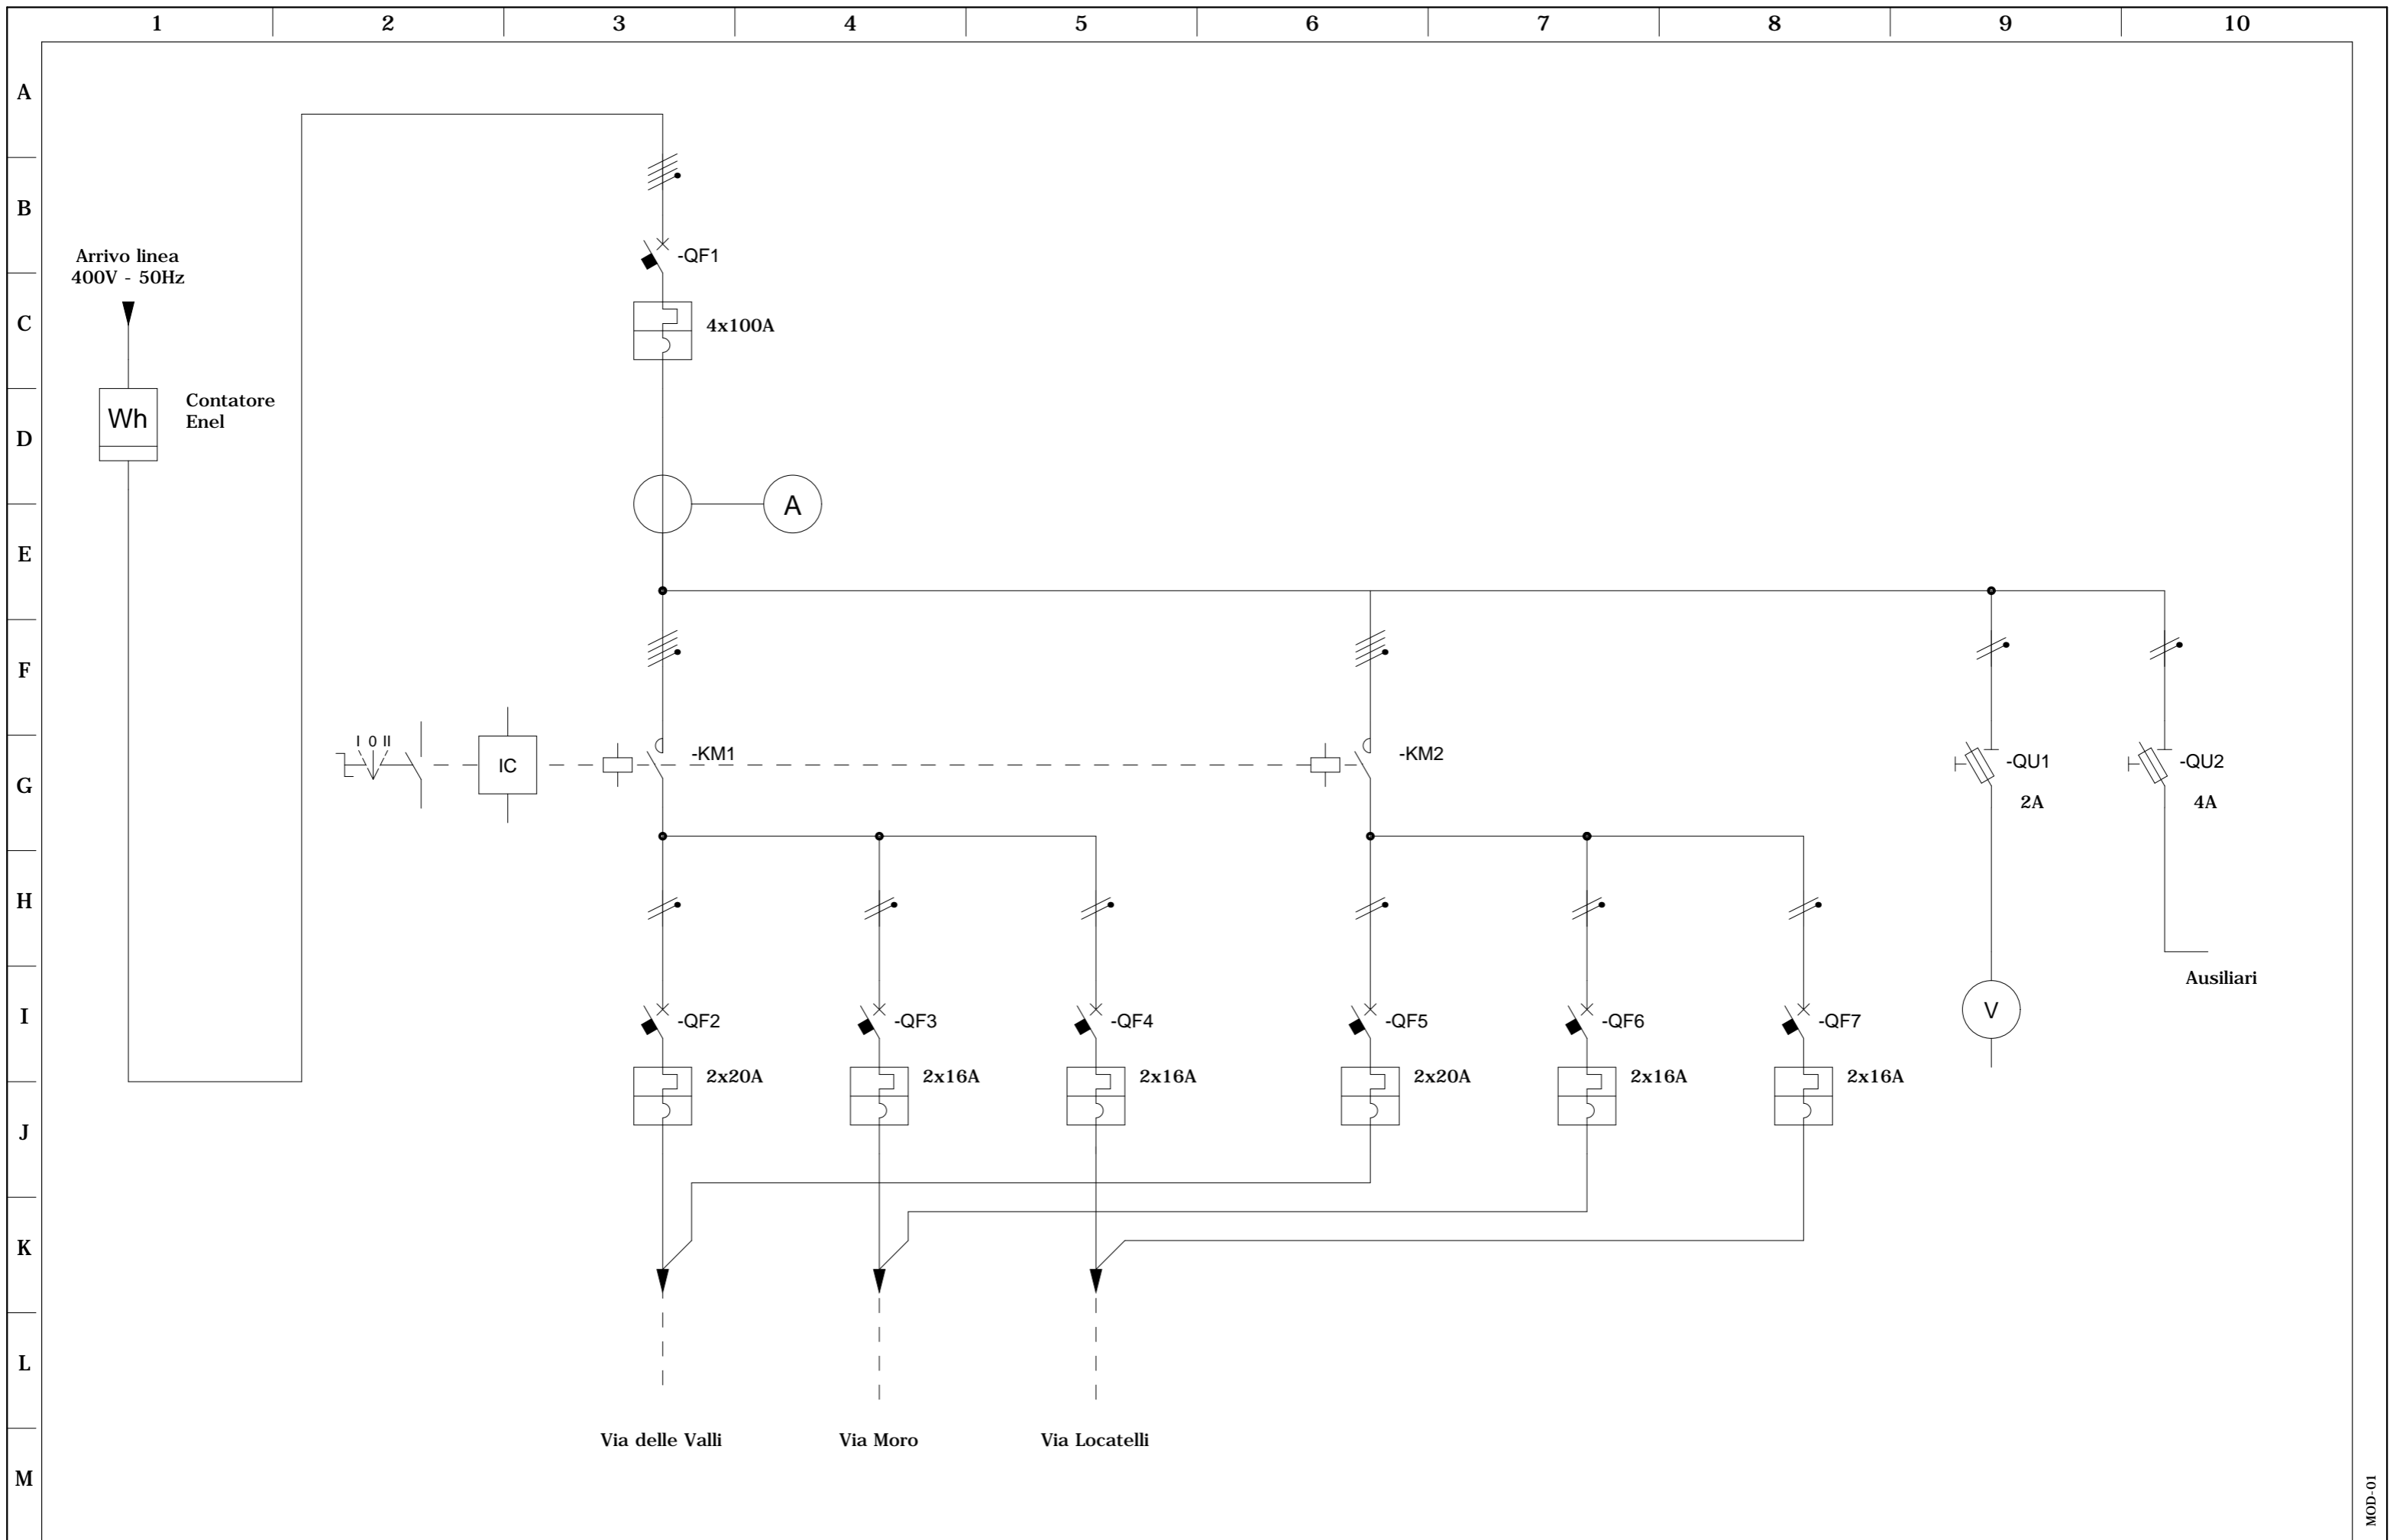 1 2 3 4 5 6 7 8 9 10
A
B
-QF1
Arrivo linea
400V - 50Hz
C
4x100A
Contatore
Enel
Wh
D
A
E
F
I 0 II
IC
-KM1
-KM2
-QU1
-QU2
G
2A
4A
H
Ausiliari
I
-QF2
-QF3
-QF4
-QF5
-QF6
-QF7
V
2x20A
2x16A
2x16A
2x20A
2x16A
2x16A
J
K
L
Via delle Valli
Via Moro
Via Locatelli
M
MOD-01